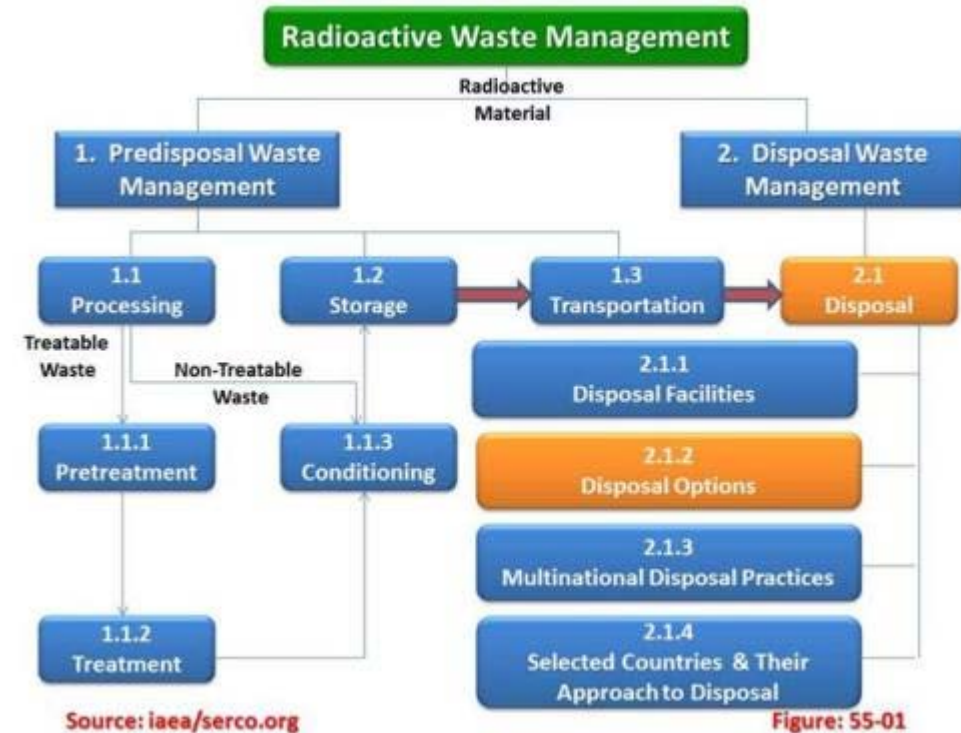 Radioactive Waste Management
Radioactive
Material
1. Predisposal Waste
Management
2. Disposal Waste
Management
1.1
Processing
1.2
Storage
1.3
Transportation
2.1
Disposal
Treatable
Waste
Non-Treatable
Waste
2.1.1
Disposal Facilities
1.1.1
Pretreatment
1.1.3
Conditioning
2.1.2
Disposal Options
2.1.3
Multinational Disposal Practices
1.1.2
Treatment
2.1.4
Selected Countries & Their
Approach to Disposal
Source: iaea/serco.org
Figure: 55-01